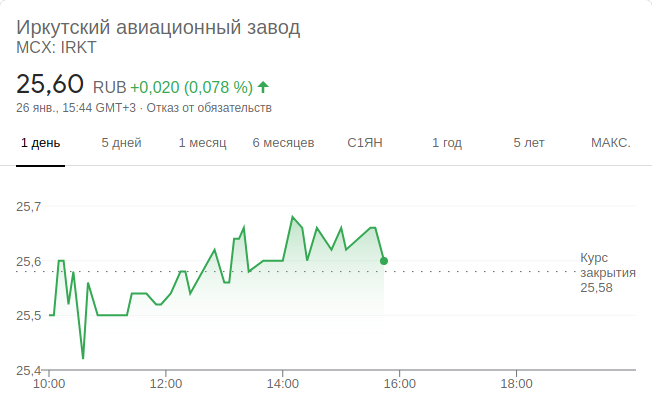 Иркутский авиационный завод
MCX: IRKT
25,60 RUB +0,020 (0,078 %)
26 янв., 15:44 GMT+3 · Отказ от обязательств
1 день 5 дней 1 месяц 6 месяцев С1ЯН 1 год 5 лет МАКС.
25,7
25,6
25,5
25,4
Курс
закрытия
25,58
10:00 12:00 14:00 16:00 18:00